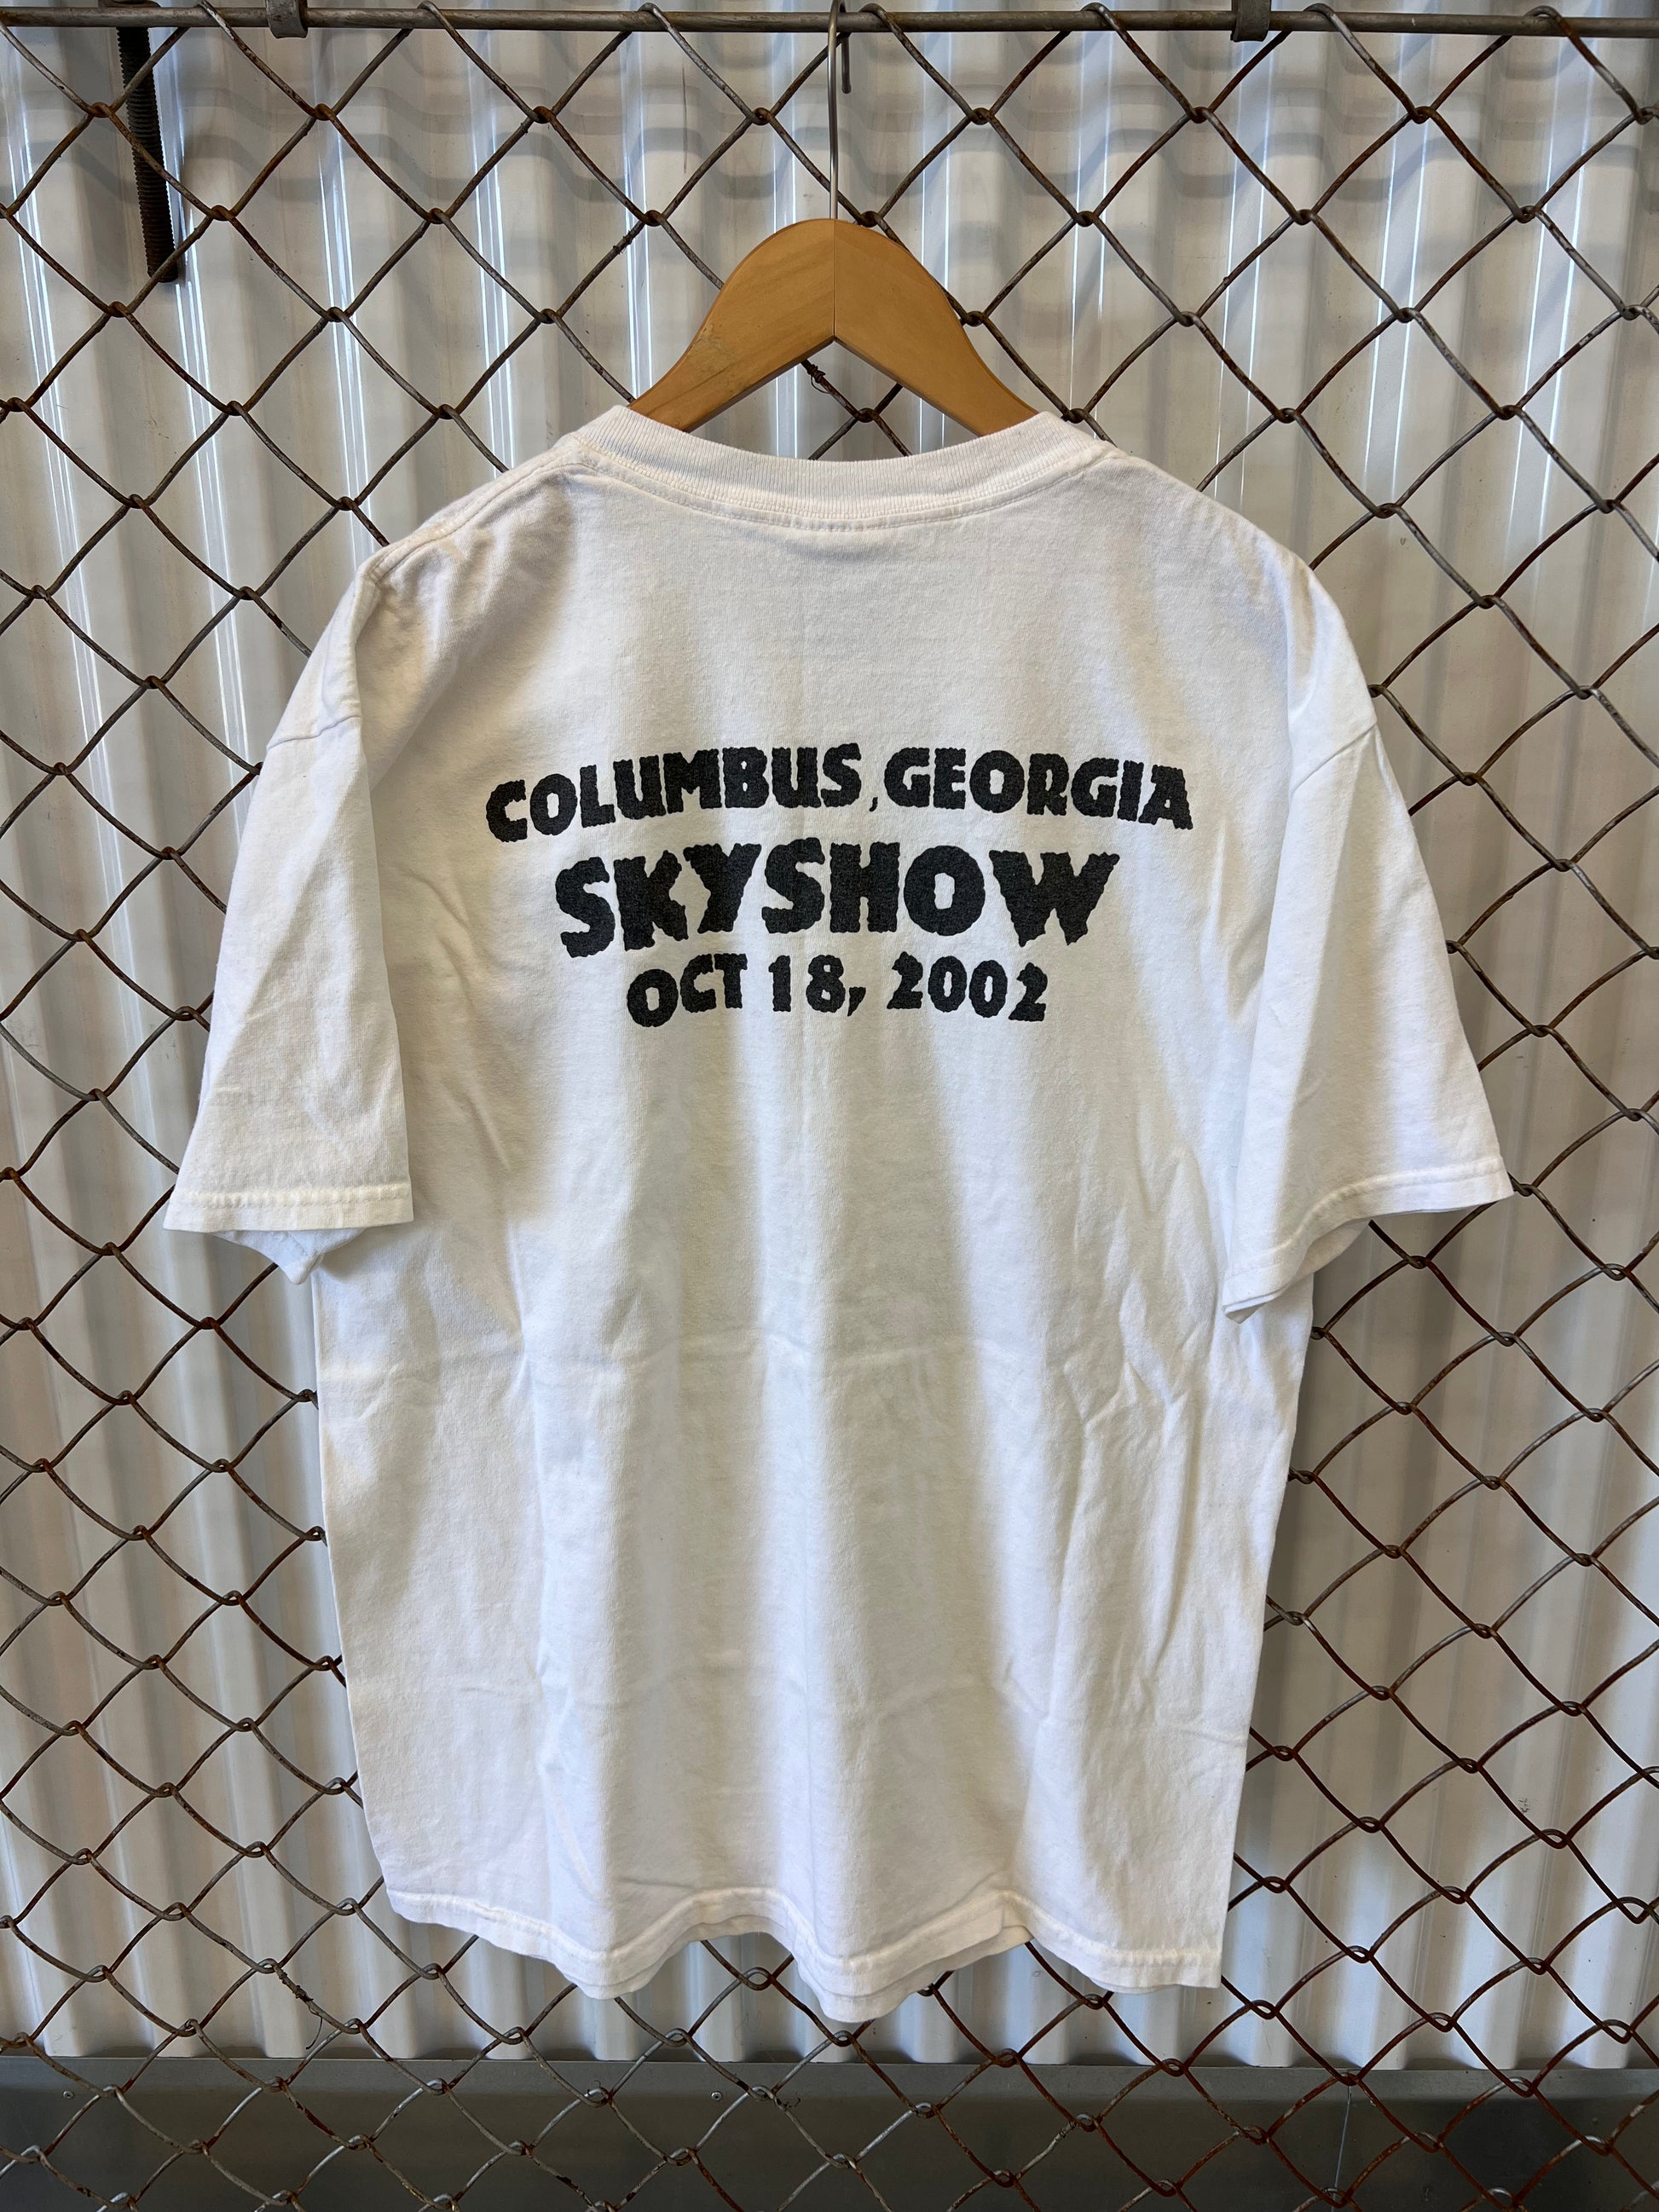 COLUMBUS, GEORGIA
SKYSHOW
OCT 18, 2002